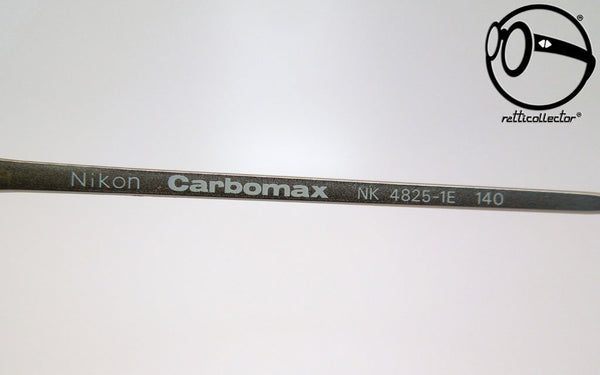 retticollector®
Nikon Carbomax NK 4825-1E 140